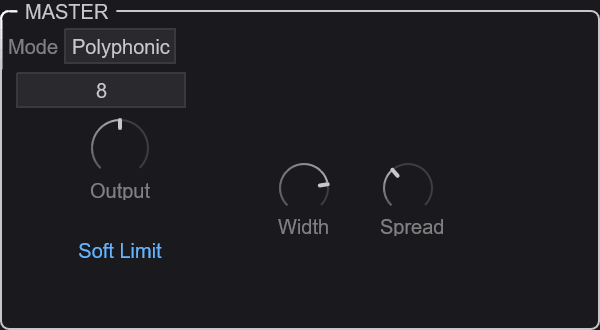 MASTER
Mode Polyphonic
8
Output
Width Spread
Soft Limit